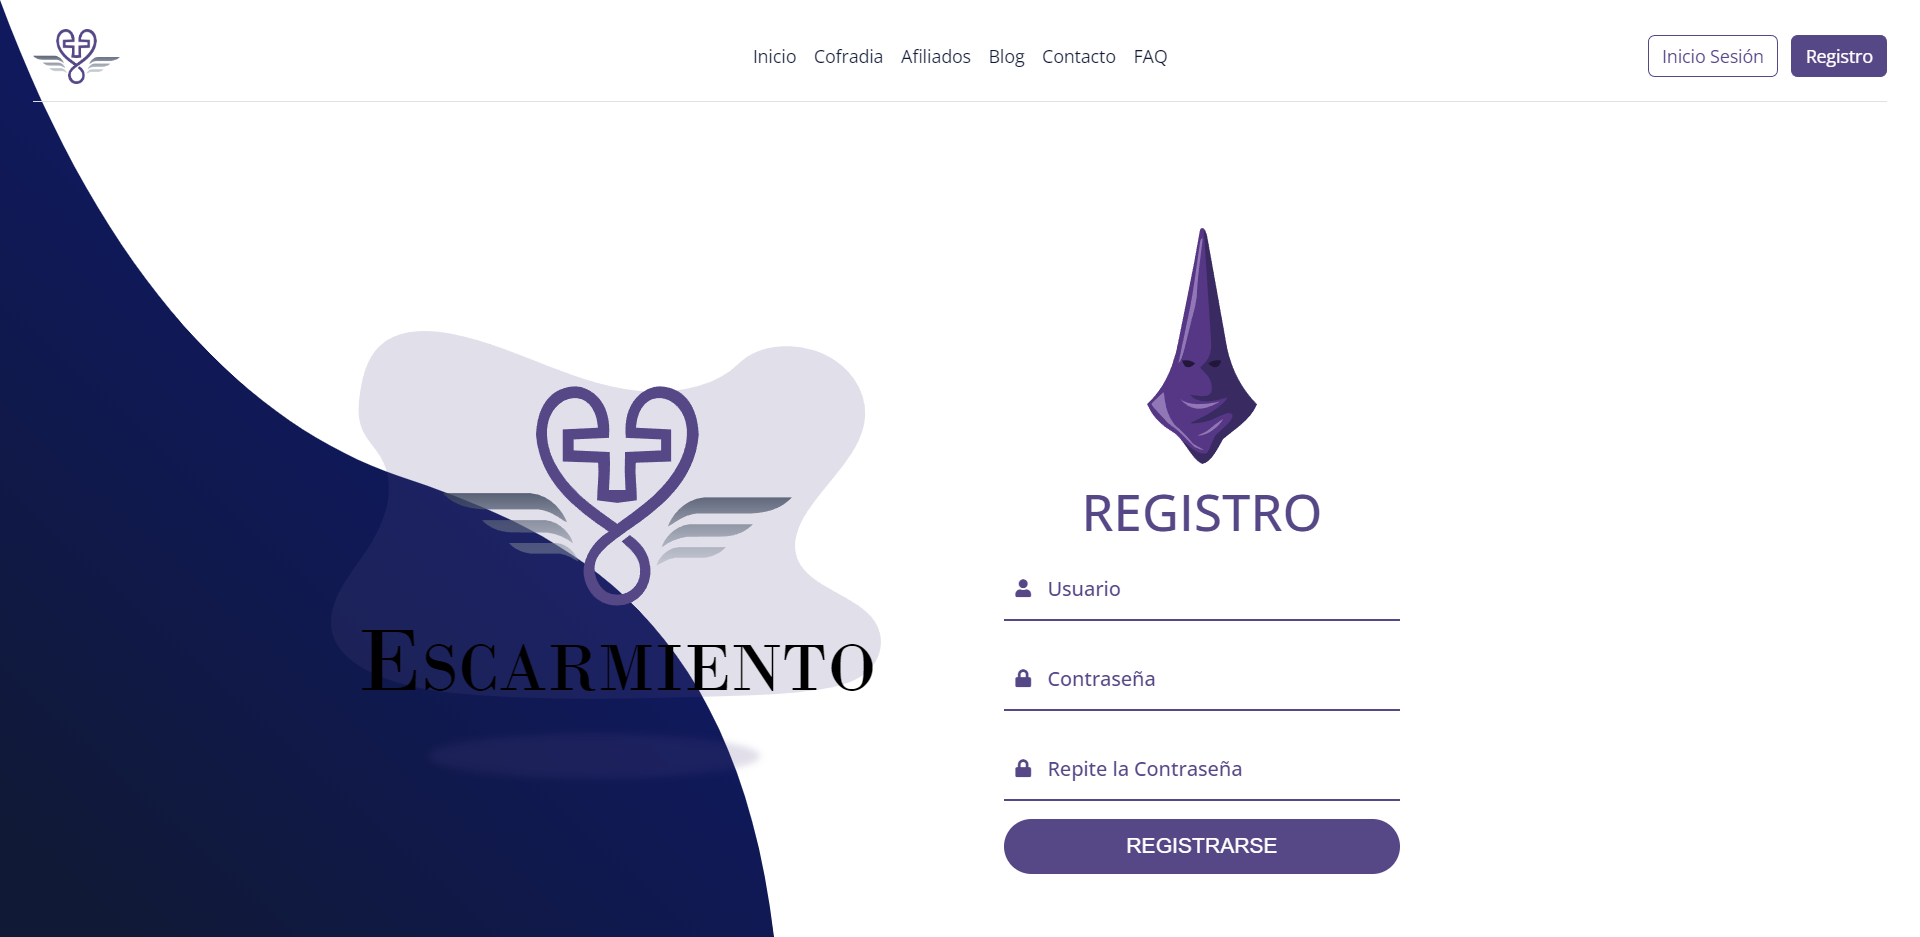 Inicio Cofradia Afiliados Blog Contacto FAQ
Inicio Sesión Registro
ESCARMIENTO
REGISTRO
Usuario
Contraseña
Repite la Contraseña
REGISTRARSE